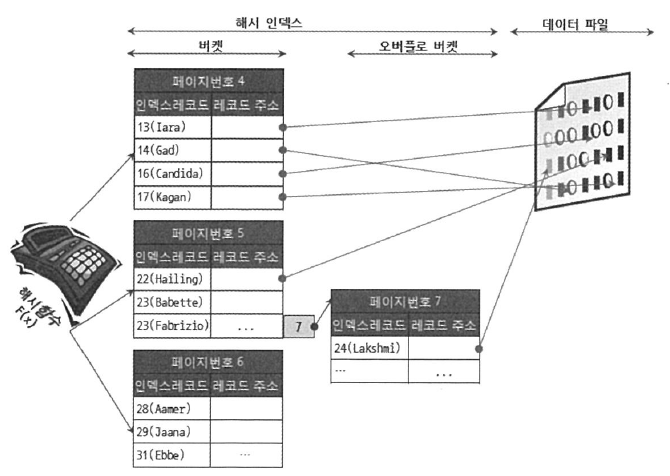 해시 인덱스
데이터 파일
버켓
오버플로 버켓
페이지번호 4
인덱스레코드 레코드 주소
13(Iara)
14(Gad)
16(Candida)
17(Kagan)
페이지번호 5
인덱스레코드 레코드 주소
22(Hailing)
23(Babette)
23(Fabrizio) ... 7
페이지번호 7
인덱스레코드 레코드 주소
24(Lakshmi)
... ...
해시함수
F(x)
페이지번호 6
인덱스레코드 레코드 주소
28(Aamer)
29(Jaana)
31(Ebbe) ...